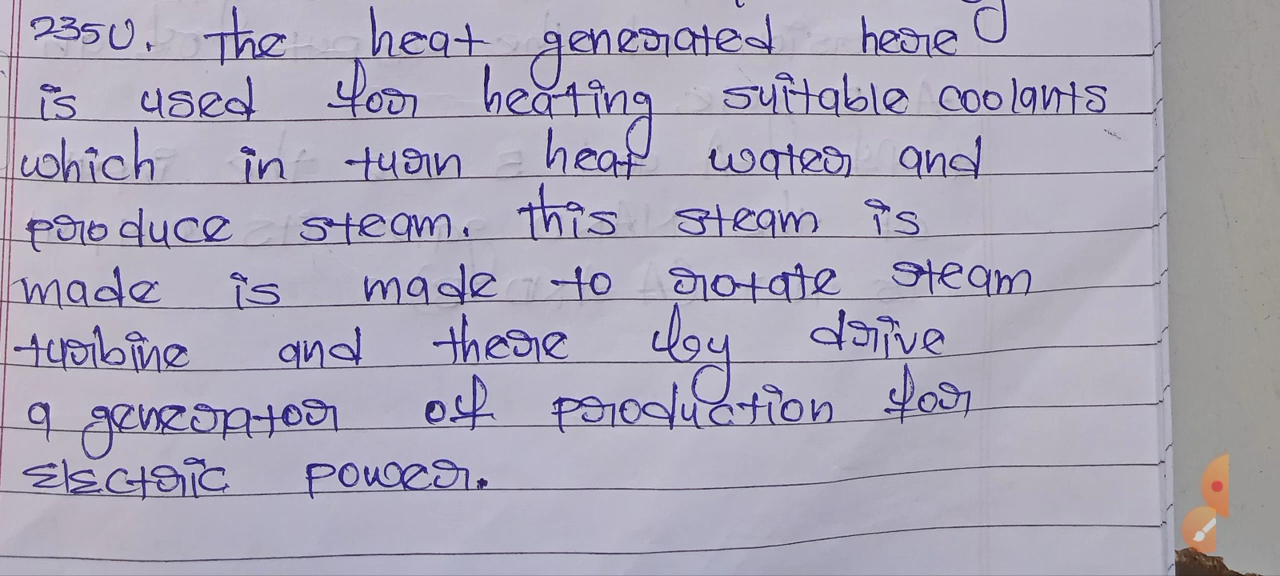 235U. The heat generated here
is used for heating suitable coolants
which in turn heat water and
produce steam. This steam is
made is made to rotate steam
turbine and there by drive
a generator of production for
Electric power.